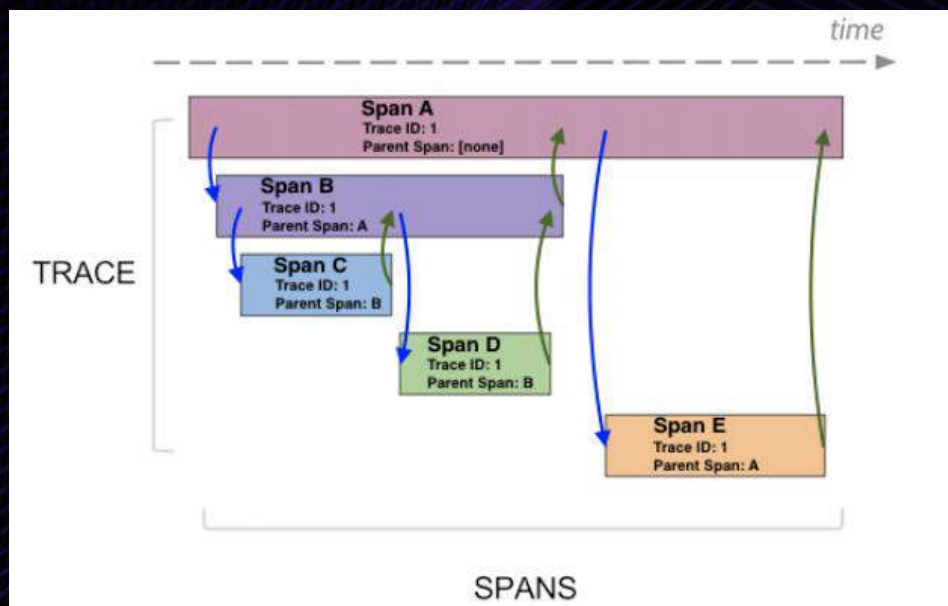 time
Span A
Trace ID: 1
Parent Span: [none]
Span B
Trace ID: 1
Parent Span: A
TRACE
Span C
Trace ID: 1
Parent Span: B
Span D
Trace ID: 1
Parent Span: B
Span E
Trace ID: 1
Parent Span: A
SPANS